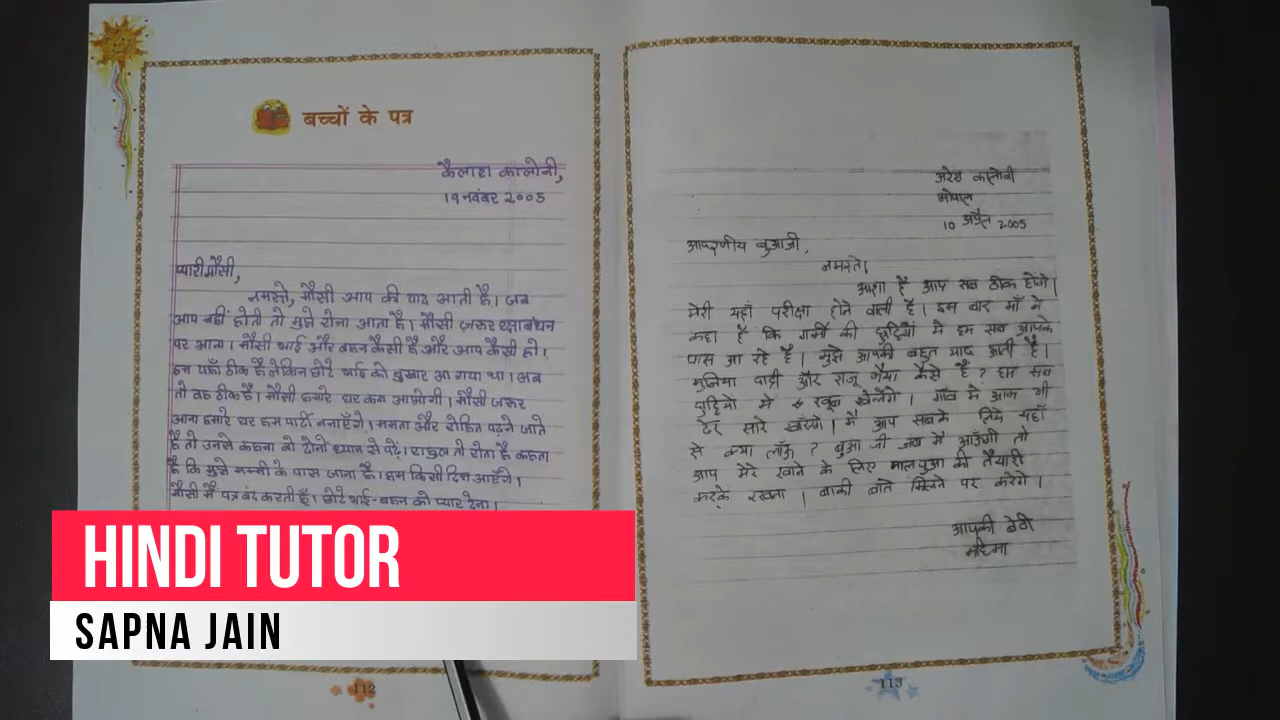 बच्चों के पत्र
कैलाश कालोनी,
19 नवंबर 2005
प्यारी मौसी,
नमस्ते, मौसी आप की याद आती है। जब
आप नहीं होती तो मुझे रोना आता है। मौसी ज़रूर रक्षाबंधन
पर आना। मौसी भाई और बहन कैसी है और आप कैसी हो।
हम यहाँ ठीक है लेकिन छोटे भाई को बुखार आ गया था। अब
तो वह ठीक है। मौसी हमारे घर कब आओगी। मौसी ज़रूर
आना हमारे घर हम पार्टी मनाएँगे। ममता और रोहित पढ़ने जाते
है तो उनसे कहना वो दोनों ध्यान से पढ़ें। राहुल तो रोता है कहता
है कि मुझे मम्मी के पास जाना है। हम किसी दिन आएँगे।
मौसी मैं पत्र बंद करती हूँ। छोटे भाई-बहन को प्यार देना।
HINDI TUTOR
SAPNA JAIN
112
अरेरा कालोनी
भोपाल
10 अप्रैल 2005
आदरणीय बुआजी,
नमस्ते।
आशा है आप सब ठीक होंगे।
मेरी यहाँ परीक्षा होने वाली है। इस बार माँ ने
कहा है कि गर्मी की छुट्टियों में हम सब आपके
पास आ रहे है। मुझे आपकी बहुत याद आती है।
मुनिया दीदी और राजू भैया कैसे हैं? हम सब
छुट्टियों में खूब खेलेंगे। गाँव में आम भी
ढेर सारे खाएँगे। मैं आप सबके लिये यहाँ
से क्या लाँऊ? बुआ जी जब मैं आँऊगी तो
आप मेरे खाने के लिए मालपुआ की तैयारी
करके रखना। बाकी बातें मिलने पर करेंगे।
आपकी बेटी
महिमा
113